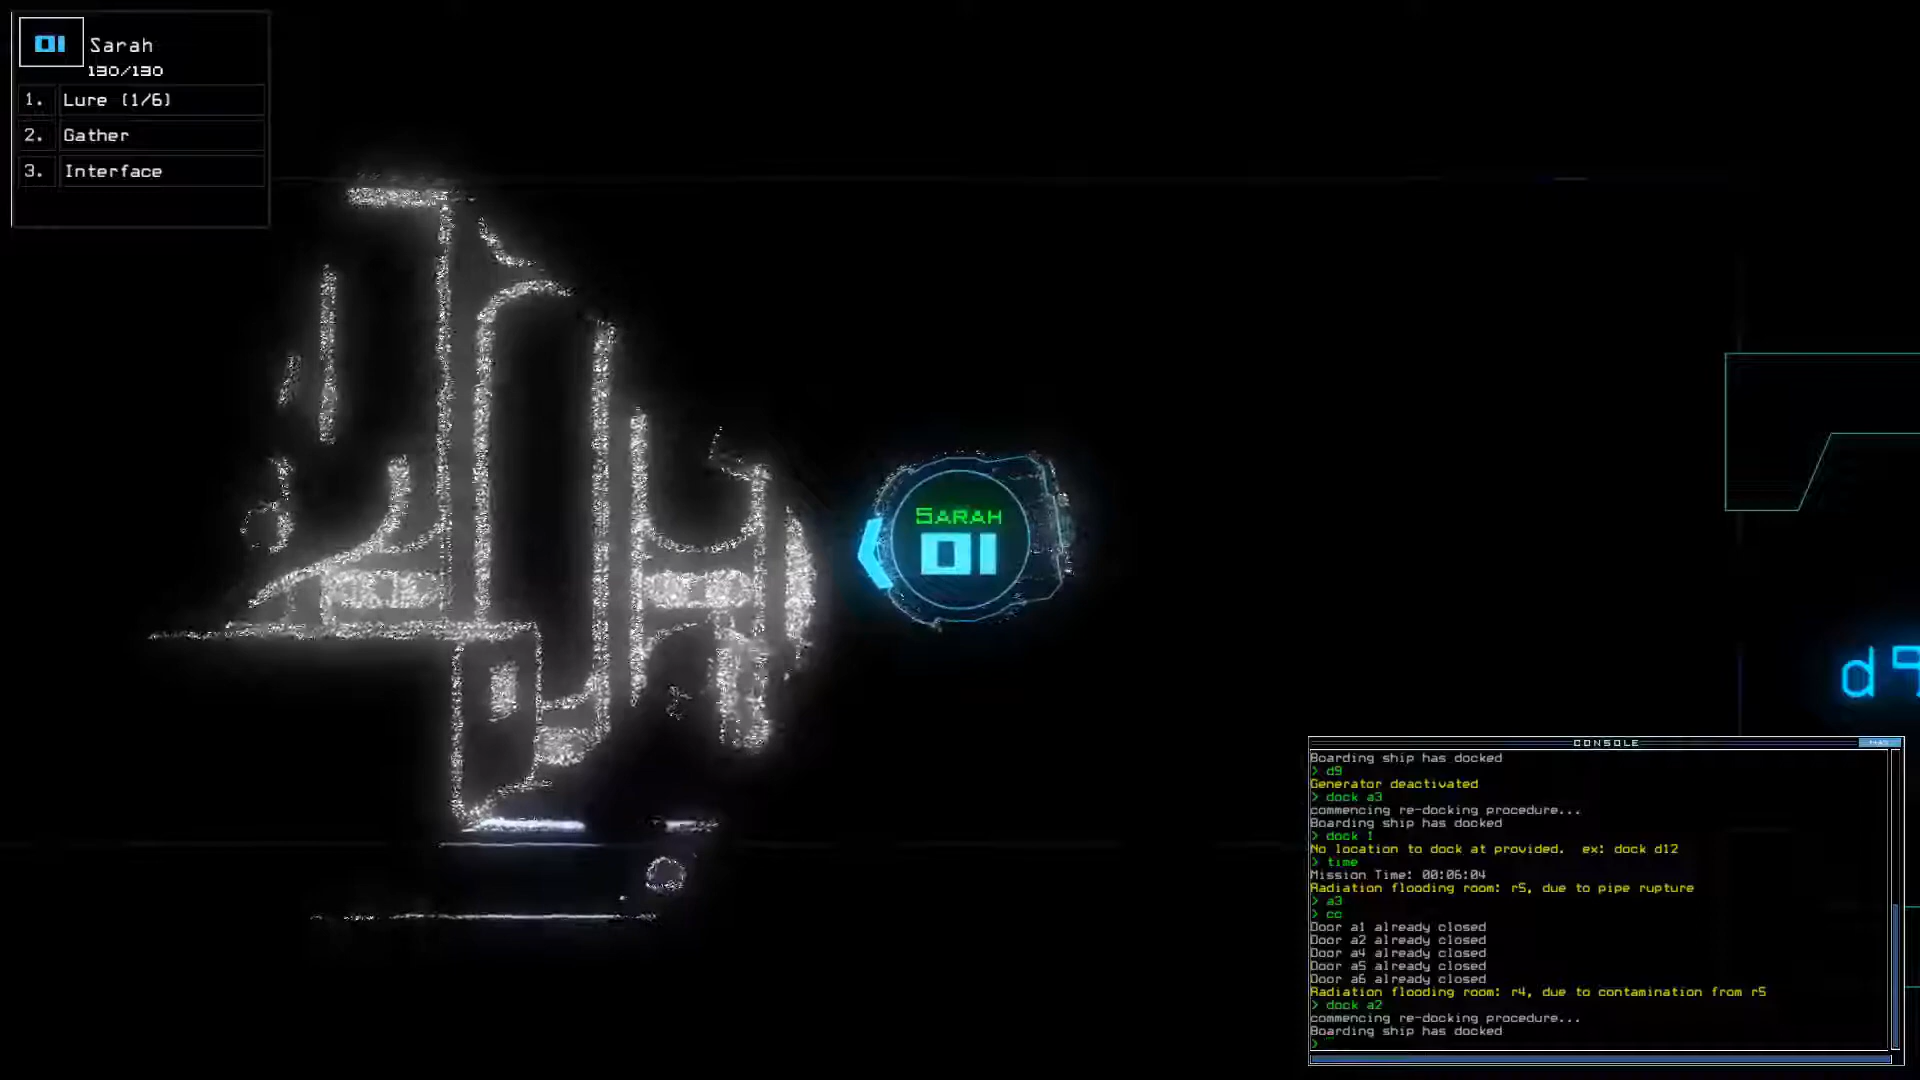 01 Sarah
130/130
1. Lure (1/6)
2. Gather
3. Interface
SARAH
01
d9
CONSOLE
Boarding ship has docked
> d9
Generator deactivated
> dock a3
commencing re-docking procedure...
Boarding ship has docked
> dock 1
No location to dock at provided.  ex: dock d12
> time
Mission Time: 00:06:04
Radiation flooding room: r5, due to pipe rupture
> a3
> cc
Door a1 already closed
Door a2 already closed
Door a4 already closed
Door a5 already closed
Door a6 already closed
Radiation flooding room: r4, due to contamination from r5
> dock a2
commencing re-docking procedure...
Boarding ship has docked
>